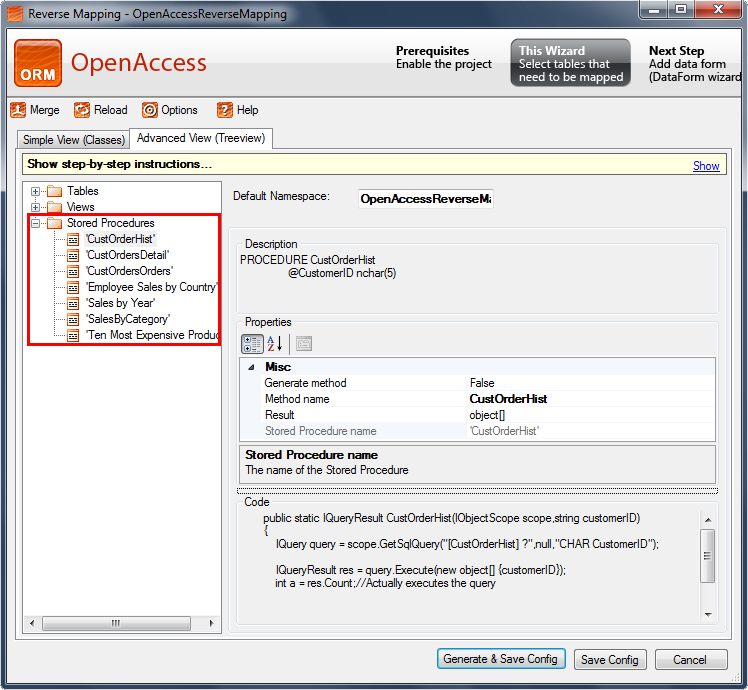 Reverse Mapping - OpenAccessReverseMapping
ORM
OpenAccess
Prerequisites
Enable the project
This Wizard
Select tables that
need to be mapped
Next Step
Add data form
(DataForm wizard
Merge
Reload
Options
Help
Simple View (Classes)
Advanced View (Treeview)
Show step-by-step instructions...
Show
Tables
Views
Stored Procedures
'CustOrderHist'
'CustOrdersDetail'
'CustOrdersOrders'
'Employee Sales by Country'
'Sales by Year'
'SalesByCategory'
'Ten Most Expensive Produc
Default Namespace:
OpenAccessReverseMa
Description
PROCEDURE CustOrderHist
@CustomerID nchar(5)
Properties
Misc
Generate method False
Method name CustOrderHist
Result object[]
Stored Procedure name 'CustOrderHist'
Stored Procedure name
The name of the Stored Procedure
Code
public static IQueryResult CustOrderHist(IObjectScope scope,string customerID)
{
IQuery query = scope.GetSqlQuery("[CustOrderHist] ?",null,"CHAR CustomerID");
IQueryResult res = query.Execute(new object[] {customerID});
int a = res.Count;//Actually executes the query
Generate & Save Config
Save Config
Cancel